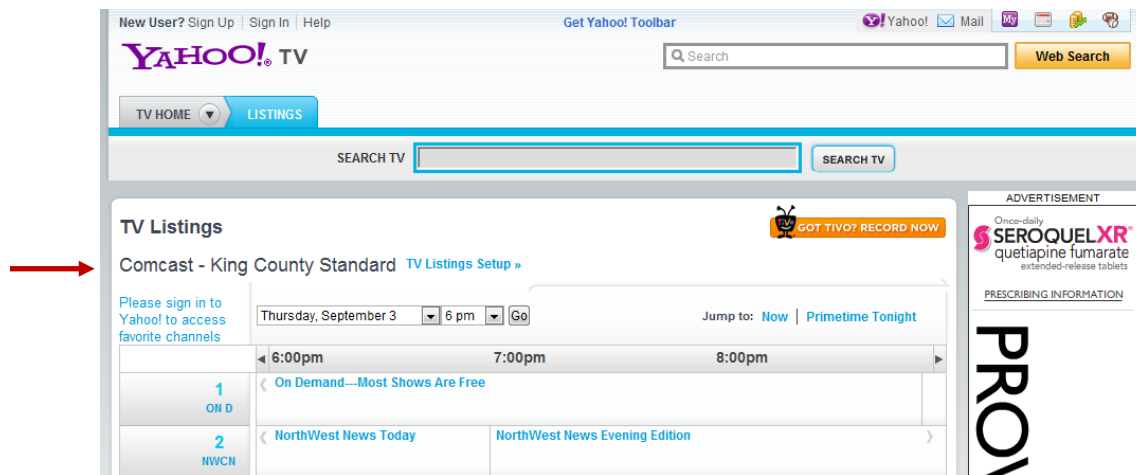 New User? Sign Up Sign In Help Get Yahoo! Toolbar Y! Yahoo! Mail My
YAHOO!® TV Search Web Search
TV HOME LISTINGS
SEARCH TV SEARCH TV
ADVERTISEMENT
TV Listings TiVo GOT TIVO? RECORD NOW
Comcast - King County Standard TV Listings Setup »
Once-daily
SEROQUEL XR®
quetiapine fumarate
extended-release tablets
PRESCRIBING INFORMATION
Please sign in to
Yahoo! to access
favorite channels
Thursday, September 3 6 pm Go Jump to: Now | Primetime Tonight
6:00pm 7:00pm 8:00pm
1 On Demand---Most Shows Are Free
ON D
2 NorthWest News Today NorthWest News Evening Edition
NWCN